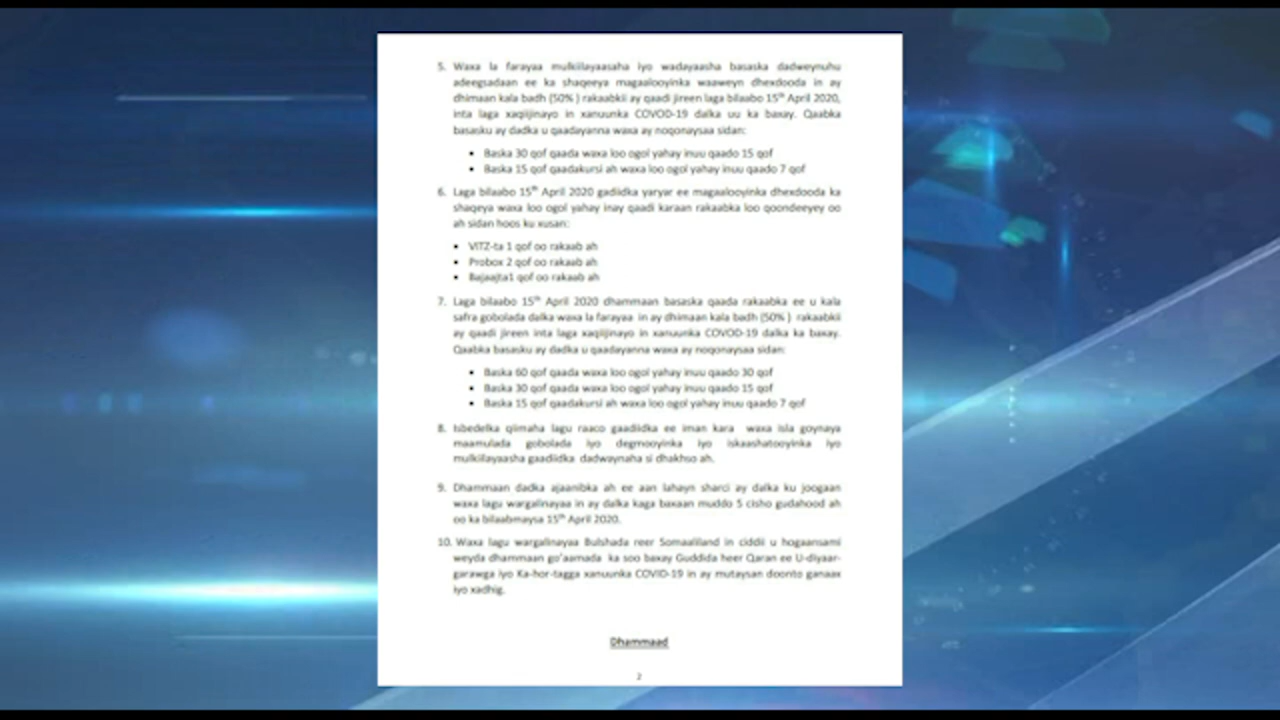 5. Waxa la farayaa mulkiilayaasaha iyo wadayaasha basaska dadweynuhu
adeegsadaan ee ka shaqeeya magaalooyinka waaweyn dhexdooda in ay
dhimaan kala badh (50% ) rakaabkii ay qaadi jireen laga bilaabo 15th April 2020,
inta laga xaqiijinayo in xanuunka COVOD-19 dalka uu ka baxay. Qaabka
basasku ay dadka u qaadayanna waxa ay noqonaysaa sidan:
• Baska 30 qof qaada waxa loo ogol yahay inuu qaado 15 qof
• Baska 15 qof qaadakursi ah waxa loo ogol yahay inuu qaado 7 qof
6. Laga bilaabo 15th April 2020 gadiidka yaryar ee magaalooyinka dhexdooda ka
shaqeya waxa loo ogol yahay inay qaadi karaan rakaabka loo qoondeeyey oo
ah sidan hoos ku xusan:
• VITZ-ta 1 qof oo rakaab ah
• Probox 2 qof oo rakaab ah
• Bajaajta1 qof oo rakaab ah
7. Laga bilaabo 15th April 2020 dhammaan basaska qaada rakaabka ee u kala
safra gobolada dalka waxa la farayaa in ay dhimaan kala badh (50% ) rakaabkii
ay qaadi jireen inta laga xaqiijinayo in xanuunka COVOD-19 dalka ka baxay.
Qaabka basasku ay dadka u qaadayanna waxa ay noqonaysaa sidan:
• Baska 60 qof qaada waxa loo ogol yahay inuu qaado 30 qof
• Baska 30 qof qaada waxa loo ogol yahay inuu qaado 15 qof
• Baska 15 qof qaadakursi ah waxa loo ogol yahay inuu qaado 7 qof
8. Isbedelka qiimaha lagu raaco gaadiidka ee iman kara waxa isla goynaya
maamulada gobolada iyo degmooyinka iyo iskaashatooyinka iyo
mulkiilayaasha gaadiidka dadwaynaha si dhakhso ah.
9. Dhammaan dadka ajaanibka ah ee aan lahayn sharci ay dalka ku joogaan
waxa lagu wargalinayaa in ay dalka kaga baxaan muddo 5 cisho gudahood ah
oo ka bilaabmaysa 15th April 2020.
10. Waxa lagu wargalinayaa Bulshada reer Somaaliland in ciddii u hogaansami
weyda dhammaan go'aamada ka soo baxay Guddida heer Qaran ee U-diyaar-
garawga iyo Ka-hor-tagga xanuunka COVID-19 in ay mutaysan doonto ganaax
iyo xadhig.
Dhammaad
2